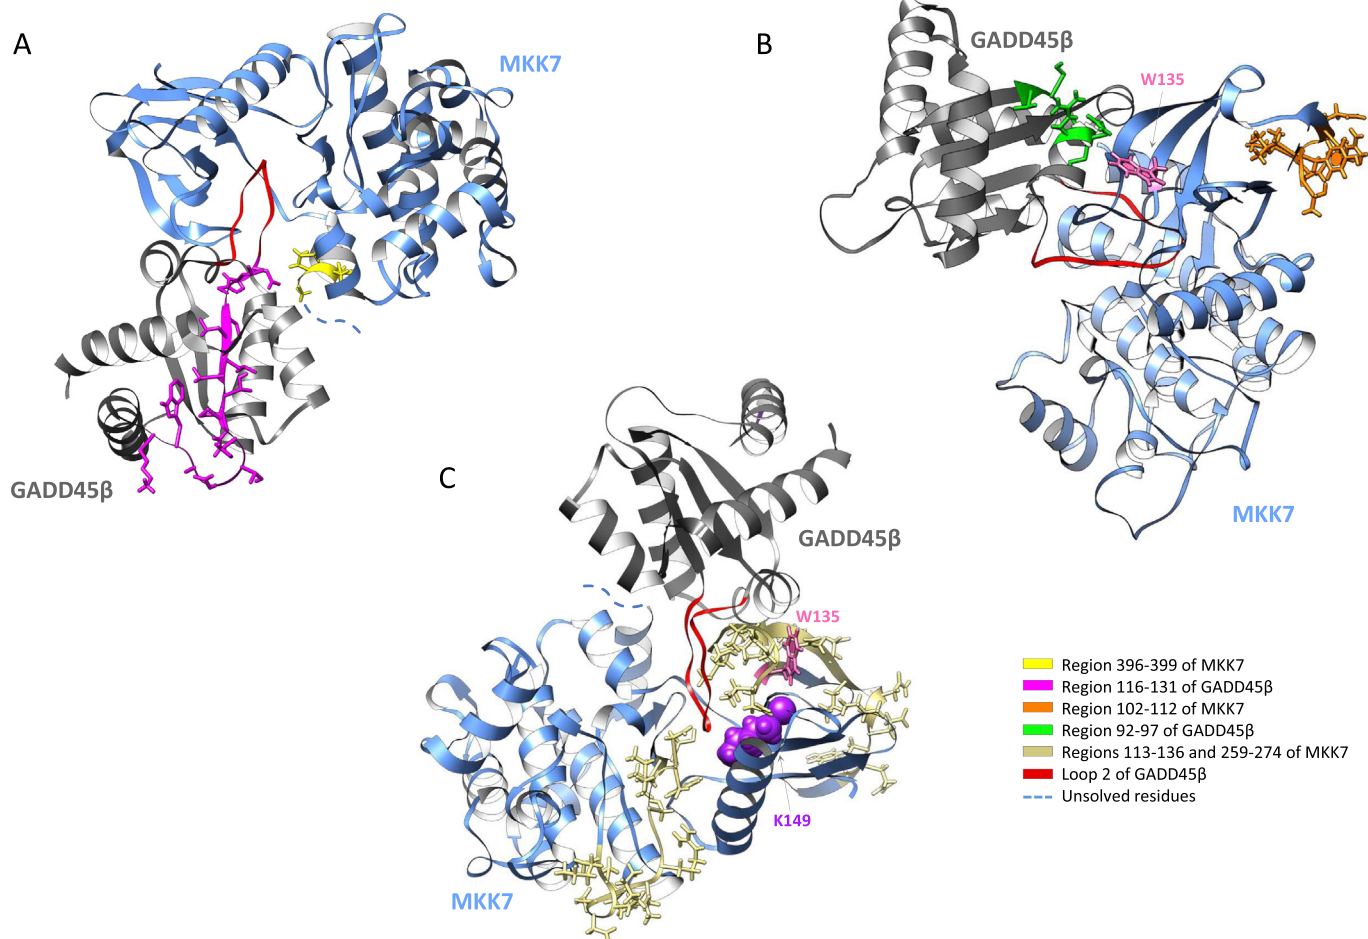 A
MKK7
GADD45β
B
GADD45β
W135
MKK7
C
GADD45β
W135
K149
MKK7
Region 396-399 of MKK7
Region 116-131 of GADD45β
Region 102-112 of MKK7
Region 92-97 of GADD45β
Regions 113-136 and 259-274 of MKK7
Loop 2 of GADD45β
Unsolved residues